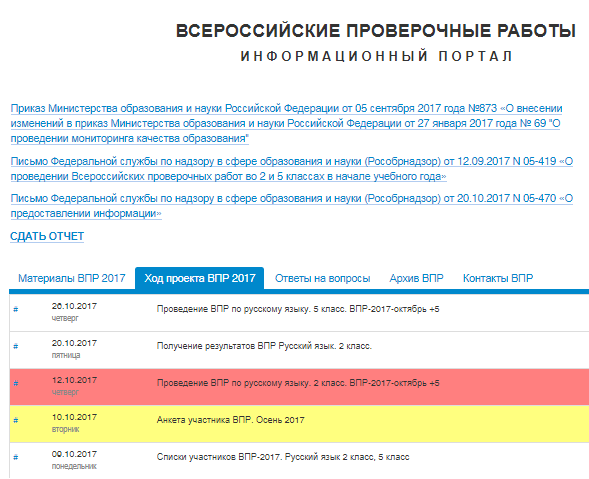 ВСЕРОССИЙСКИЕ ПРОВЕРОЧНЫЕ РАБОТЫ
ИНФОРМАЦИОННЫЙ ПОРТАЛ
Приказ Министерства образования и науки Российской Федерации от 05 сентября 2017 года №873 «О внесении
изменений в приказ Министерства образования и науки Российской Федерации от 27 января 2017 года № 69 "О
проведении мониторинга качества образования"
Письмо Федеральной службы по надзору в сфере образования и науки (Рособрнадзор) от 12.09.2017 N 05-419 «О
проведении Всероссийских проверочных работ во 2 и 5 классах в начале учебного года»
Письмо Федеральной службы по надзору в сфере образования и науки (Рособрнадзор) от 20.10.2017 N 05-470 «О
предоставлении информации»
СДАТЬ ОТЧЕТ
Материалы ВПР 2017 Ход проекта ВПР 2017 Ответы на вопросы Архив ВПР Контакты ВПР
# 26.10.2017 Проведение ВПР по русскому языку. 5 класс. ВПР-2017-октябрь +5
четверг
# 20.10.2017 Получение результатов ВПР Русский язык. 2 класс.
пятница
# 12.10.2017 Проведение ВПР по русскому языку. 2 класс. ВПР-2017-октябрь +5
четверг
# 10.10.2017 Анкета участника ВПР. Осень 2017
вторник
# 09.10.2017 Списки участников ВПР-2017. Русский язык 2 класс, 5 класс
понедельник